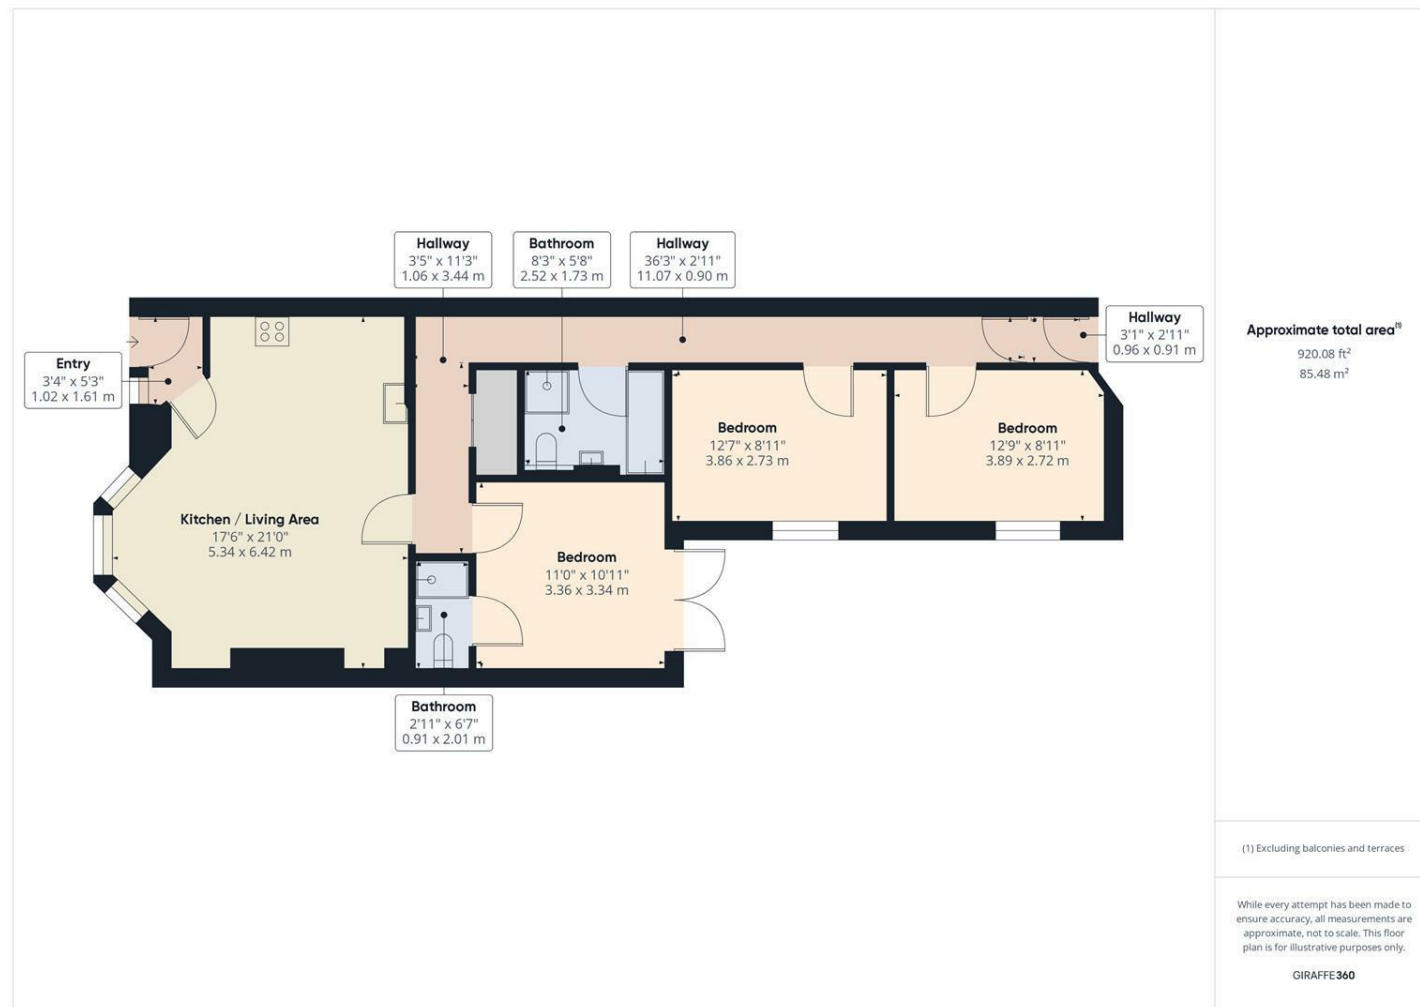 Hallway
3'5" x 11'3"
1.06 x 3.44 m
Bathroom
8'3" x 5'8"
2.52 x 1.73 m
Hallway
36'3" x 2'11"
11.07 x 0.90 m
Hallway
3'1" x 2'11"
0.96 x 0.91 m
Entry
3'4" x 5'3"
1.02 x 1.61 m
Bedroom
12'7" x 8'11"
3.86 x 2.73 m
Bedroom
12'9" x 8'11"
3.89 x 2.72 m
Kitchen / Living Area
17'6" x 21'0"
5.34 x 6.42 m
Bedroom
11'0" x 10'11"
3.36 x 3.34 m
Bathroom
2'11" x 6'7"
0.91 x 2.01 m
Approximate total area⁽¹⁾
920.08 ft²
85.48 m²
(1) Excluding balconies and terraces
While every attempt has been made to
ensure accuracy, all measurements are
approximate, not to scale. This floor
plan is for illustrative purposes only.
GIRAFFE360